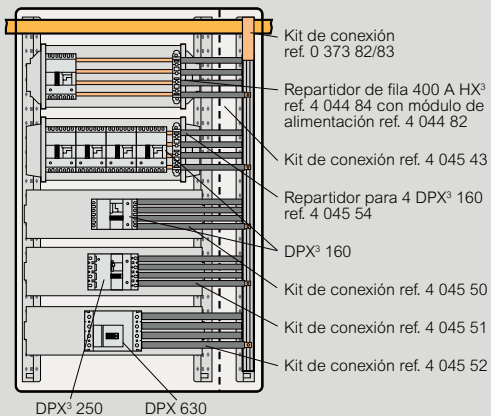 Kit de conexión
ref. 0 373 82/83
Repartidor de fila 400 A HX³
ref. 4 044 84 con módulo de
alimentación ref. 4 044 82
Kit de conexión ref. 4 045 43
Repartidor para 4 DPX³ 160
ref. 4 045 54
DPX³ 160
Kit de conexión ref. 4 045 50
Kit de conexión ref. 4 045 51
Kit de conexión ref. 4 045 52
DPX³ 250
DPX 630